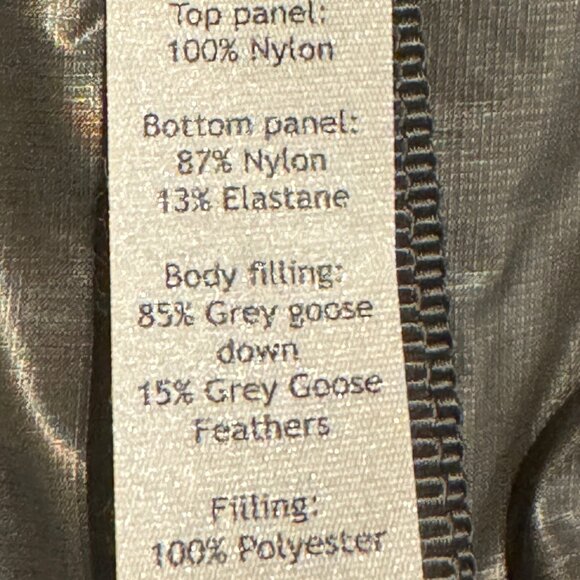 Top panel:
100% Nylon
Bottom panel:
87% Nylon
13% Elastane
Body filling:
85% Grey goose
down
15% Grey Goose
Feathers
Filling:
100% Polyester